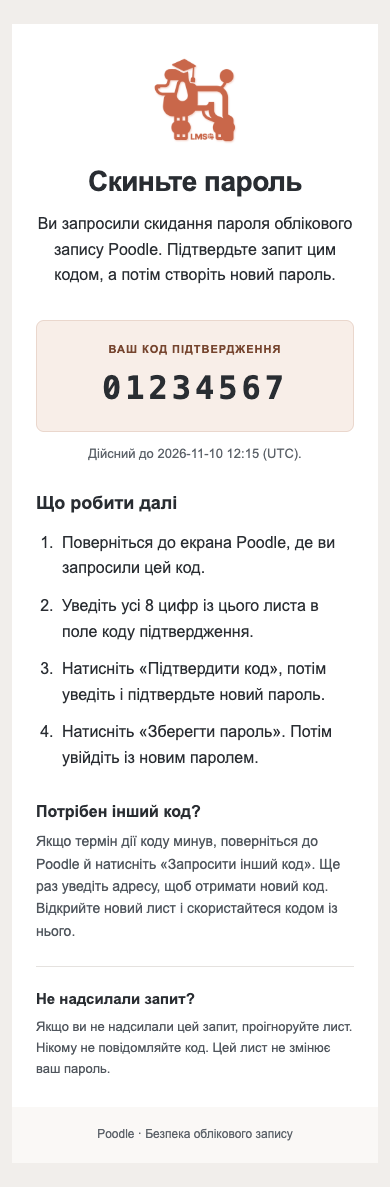 LMS
Скиньте пароль
Ви запросили скидання пароля облікового
запису Poodle. Підтвердьте запит цим
кодом, а потім створіть новий пароль.
ВАШ КОД ПІДТВЕРДЖЕННЯ
01234567
Дійсний до 2026-11-10 12:15 (UTC).
Що робити далі
1. Поверніться до екрана Poodle, де ви
запросили цей код.
2. Уведіть усі 8 цифр із цього листа в
поле коду підтвердження.
3. Натисніть «Підтвердити код», потім
уведіть і підтвердьте новий пароль.
4. Натисніть «Зберегти пароль». Потім
увійдіть із новим паролем.
Потрібен інший код?
Якщо термін дії коду минув, поверніться до
Poodle й натисніть «Запросити інший код». Ще
раз уведіть адресу, щоб отримати новий код.
Відкрийте новий лист і скористайтеся кодом із
нього.
Не надсилали запит?
Якщо ви не надсилали цей запит, проігноруйте лист.
Нікому не повідомляйте код. Цей лист не змінює
ваш пароль.
Poodle · Безпека облікового запису